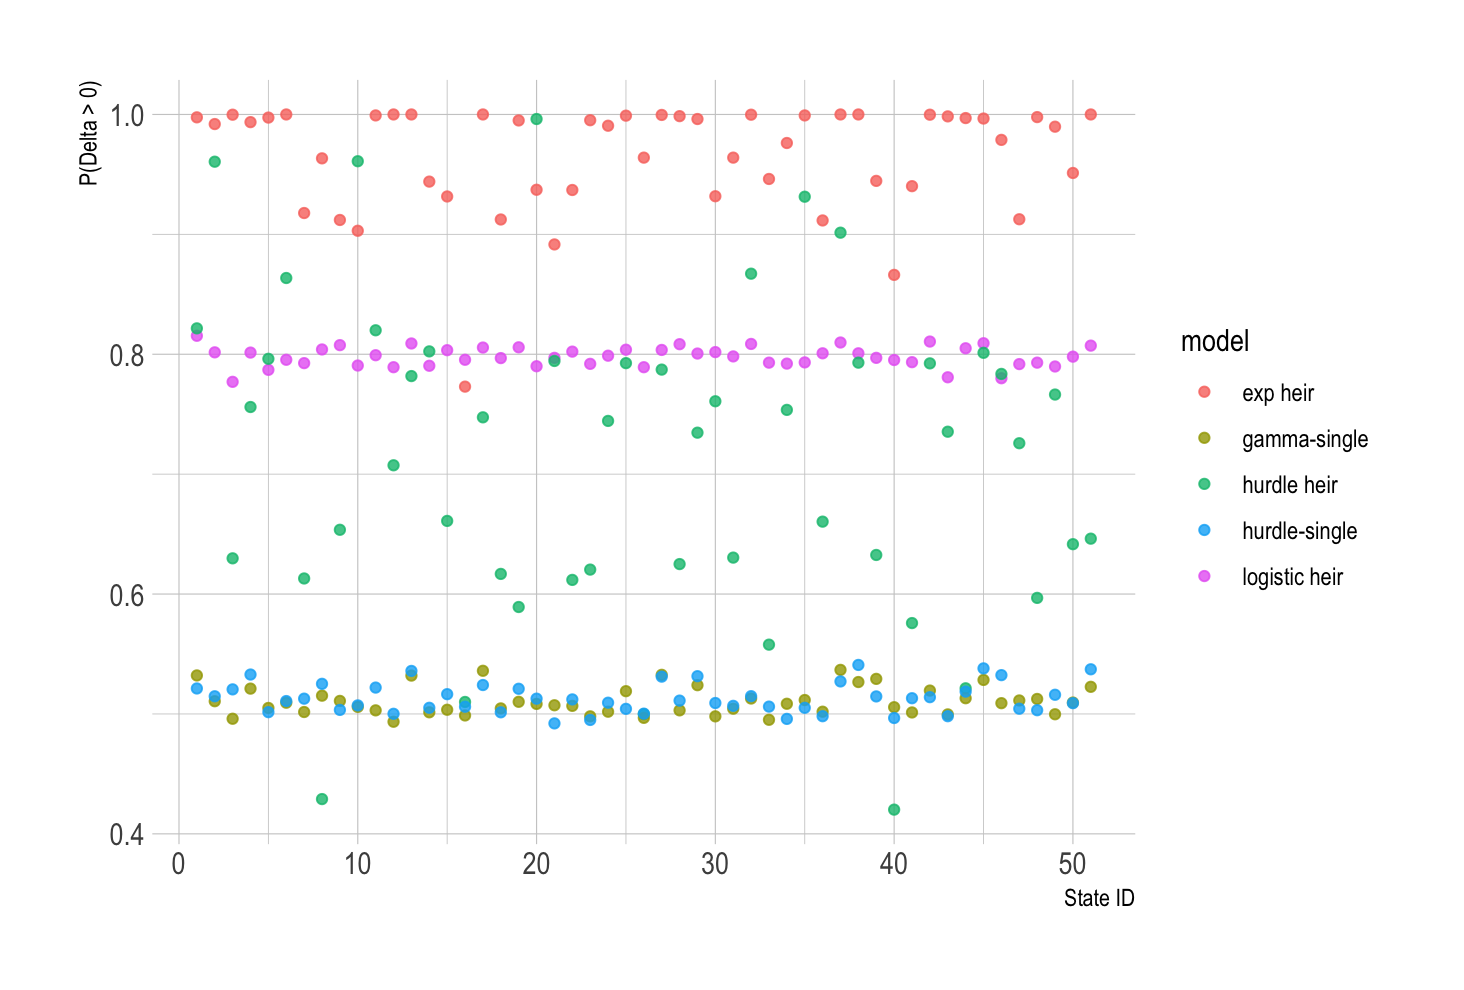 P(Delta > 0)
1.0
0.8
0.6
0.4
0 10 20 30 40 50
State ID
model
exp heir
gamma-single
hurdle heir
hurdle-single
logistic heir